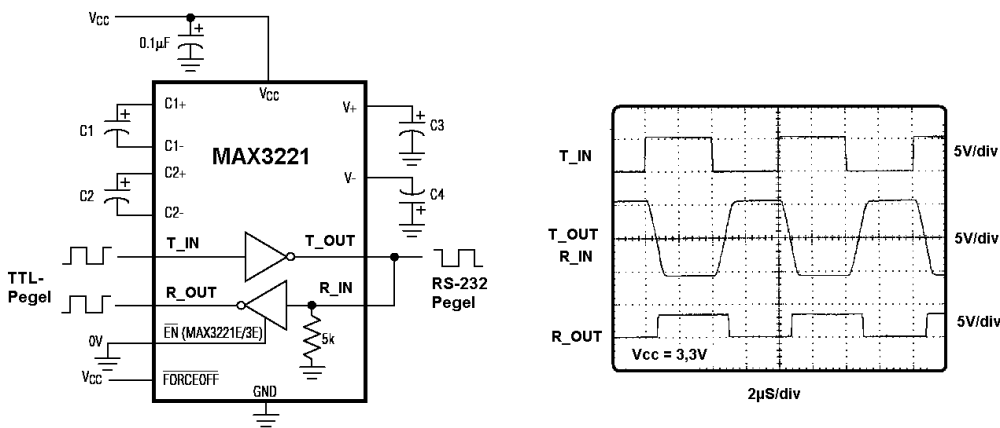 VCC
0.1µF
VCC
C1+
C1
C1-
C2+
C2
C2-
V+
C3
V-
C4
MAX3221
T_IN
T_OUT
TTL-
Pegel
R_OUT
R_IN
RS-232
Pegel
0V
EN (MAX3221E/3E)
5k
VCC
FORCEOFF
GND
T_IN
5V/div
T_OUT
R_IN
5V/div
R_OUT
5V/div
Vcc = 3,3V
2µS/div